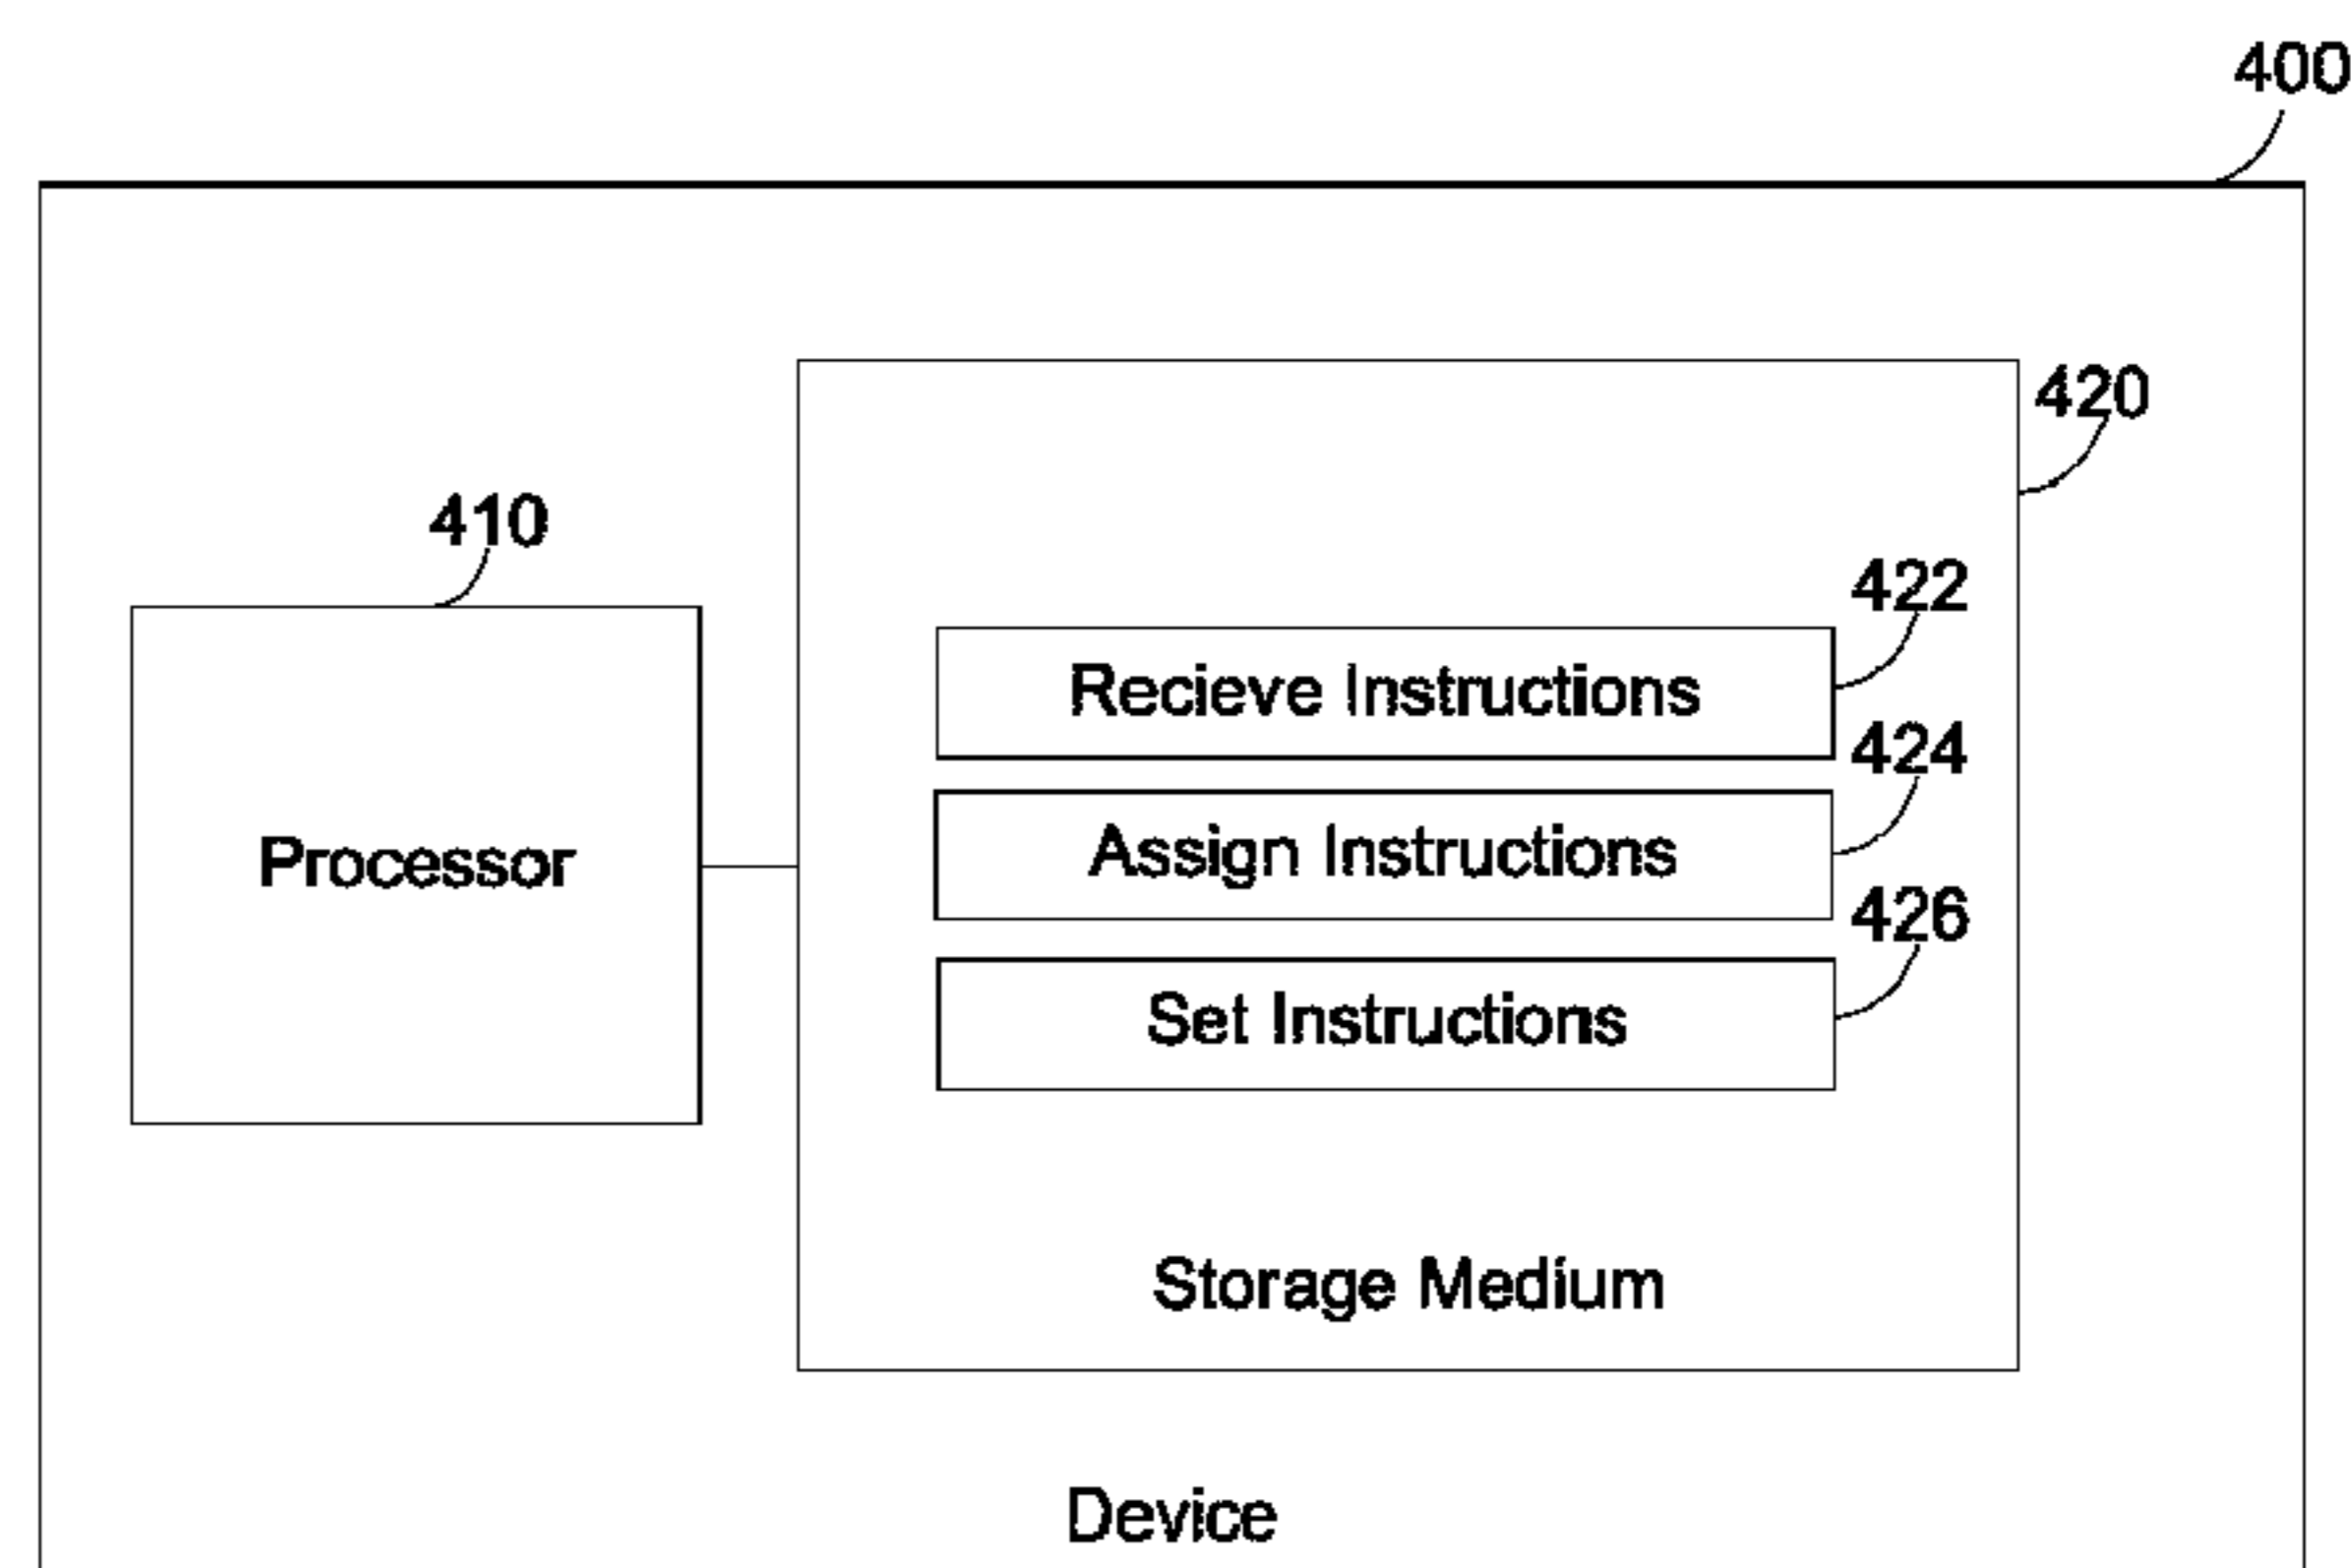 400
420
410
422
Recieve Instructions
424
Assign Instructions
Processor
426
Set Instructions
Storage Medium
Device